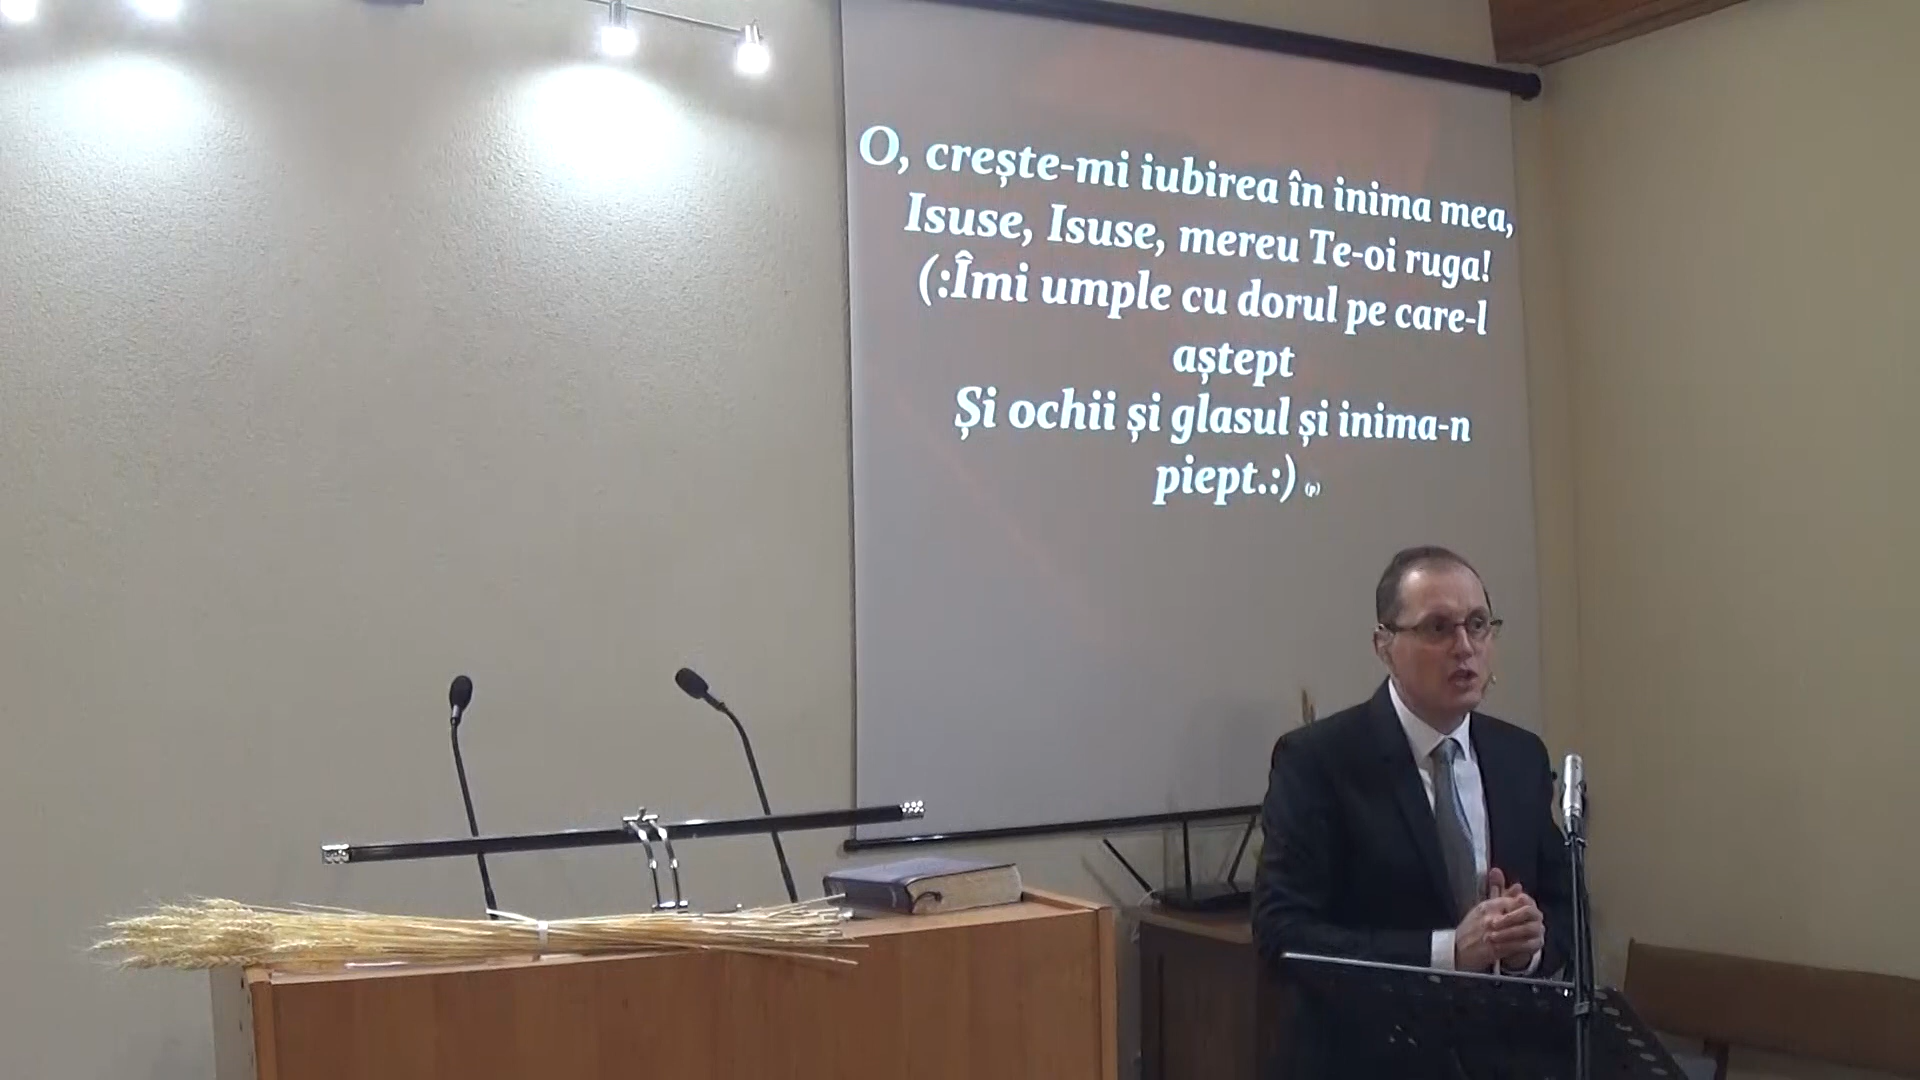 O, crește-mi iubirea în inima mea,
Isuse, Isuse, mereu Te-oi ruga!
(:Îmi umple cu dorul pe care-l
aștept
Și ochii și glasul și inima-n
piept.:) (p)